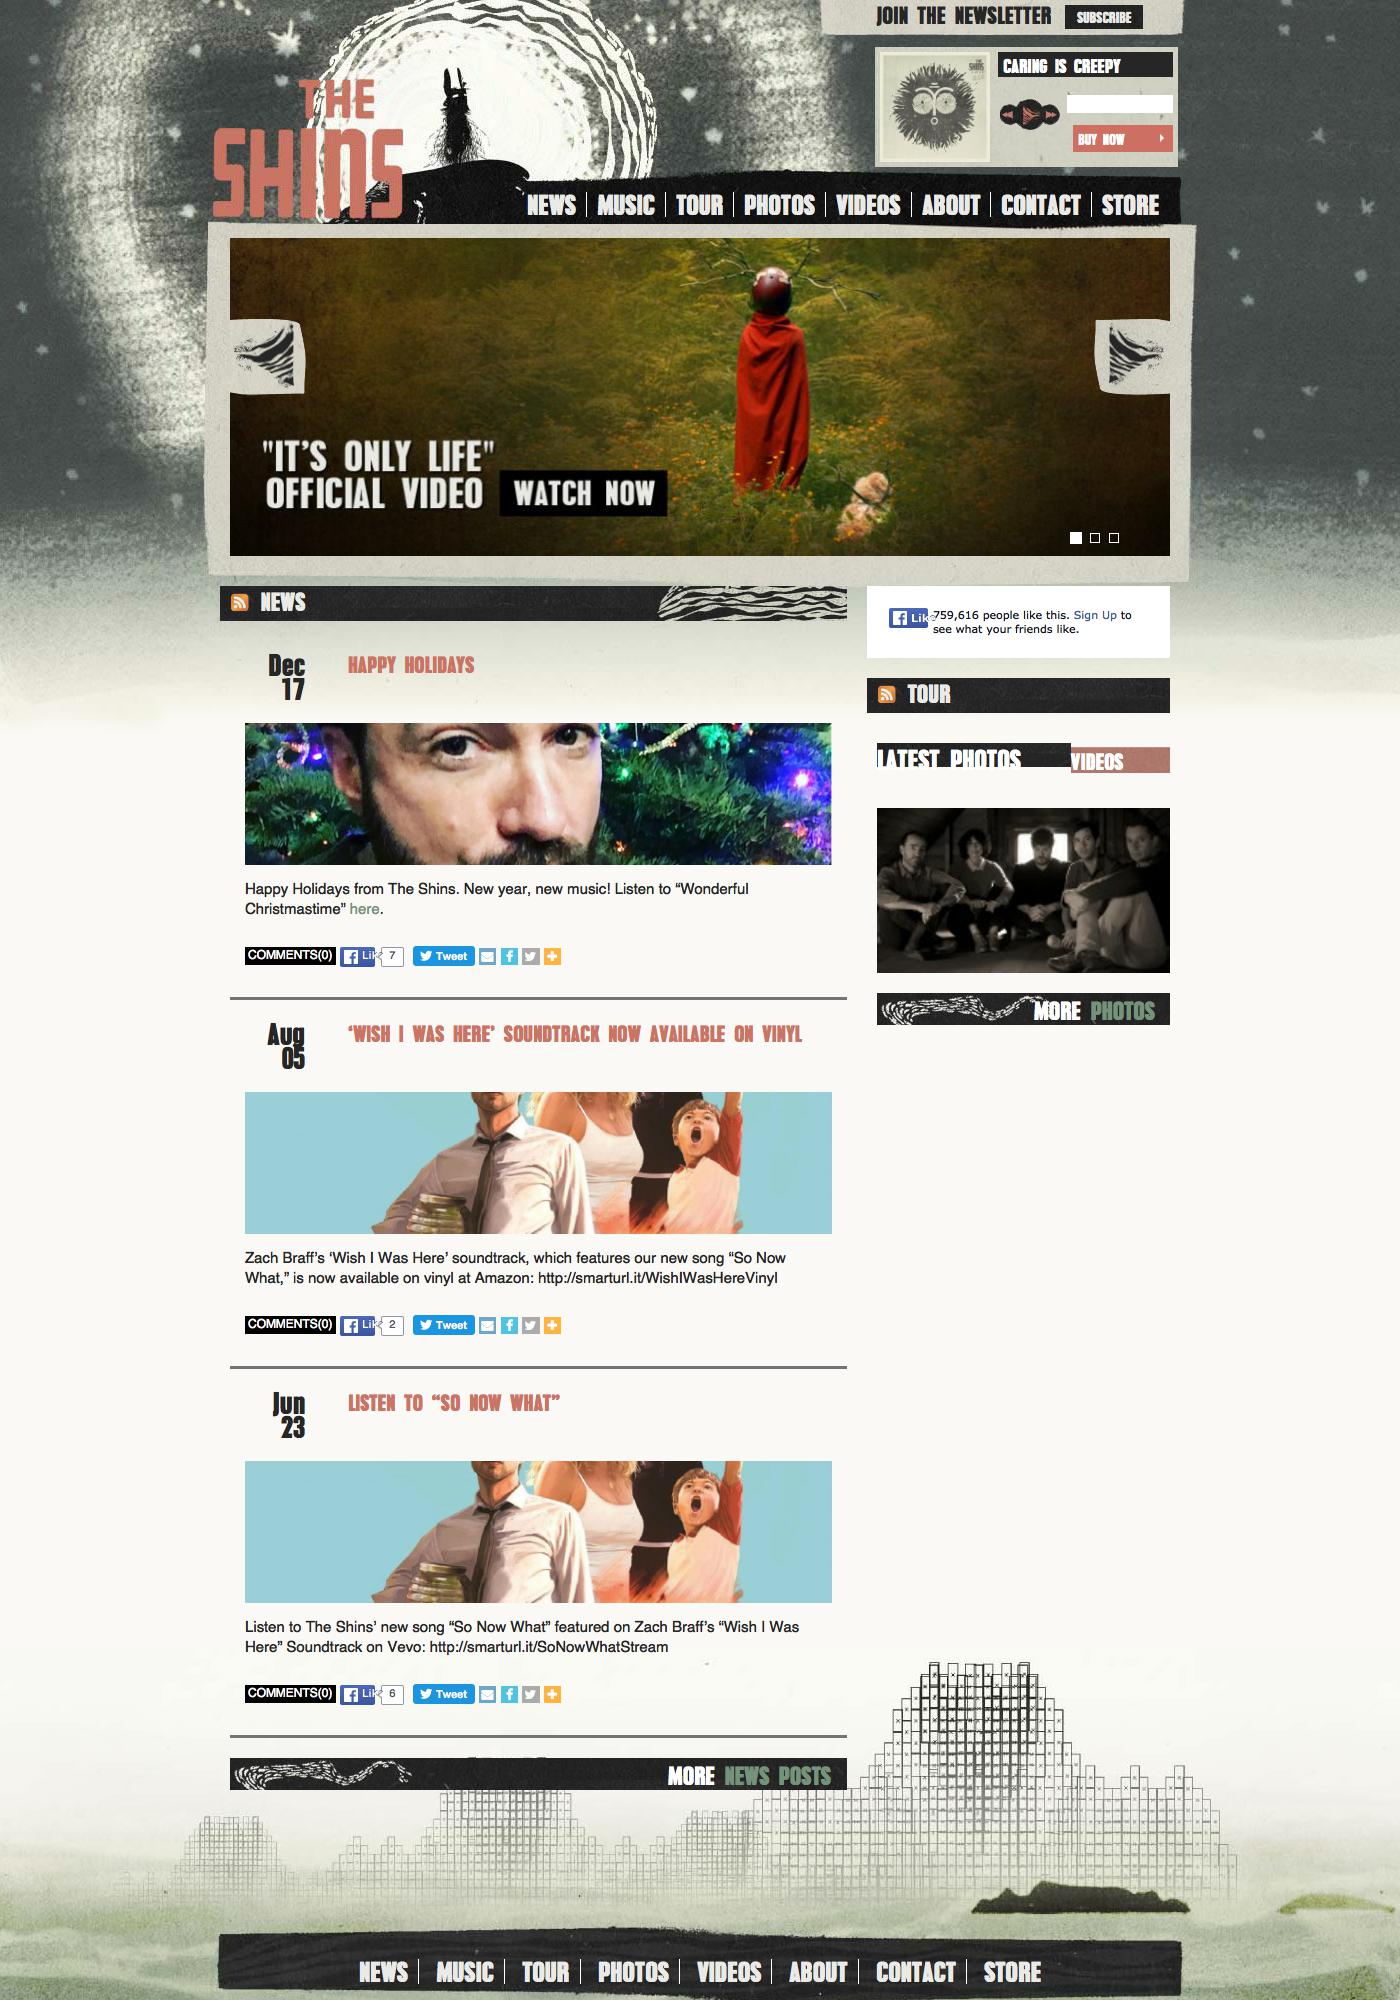 JOIN THE NEWSLETTER
SUBSCRIBE
THE
SHINS
CARING IS CREEPY
BUY NOW
NEWS
MUSIC
TOUR
PHOTOS
VIDEOS
ABOUT
CONTACT
STORE
"IT'S ONLY LIFE"
OFFICIAL VIDEO
WATCH NOW
NEWS
Dec
17
HAPPY HOLIDAYS
Happy Holidays from The Shins. New year, new music! Listen to “Wonderful
Christmastime” here.
COMMENTS(0)
Like
7
Tweet
Aug
05
‘WISH I WAS HERE’ SOUNDTRACK NOW AVAILABLE ON VINYL
Zach Braff’s ‘Wish I Was Here’ soundtrack, which features our new song “So Now
What,” is now available on vinyl at Amazon: http://smarturl.it/WishIWasHereVinyl
COMMENTS(0)
Like
2
Tweet
Jun
23
LISTEN TO “SO NOW WHAT”
Listen to The Shins’ new song “So Now What” featured on Zach Braff’s “Wish I Was
Here” Soundtrack on Vevo: http://smarturl.it/SoNowWhatStream
COMMENTS(0)
Like
6
Tweet
MORE NEWS POSTS
Like
759,616 people like this. Sign Up to
see what your friends like.
TOUR
LATEST PHOTOS
VIDEOS
MORE PHOTOS
NEWS
MUSIC
TOUR
PHOTOS
VIDEOS
ABOUT
CONTACT
STORE